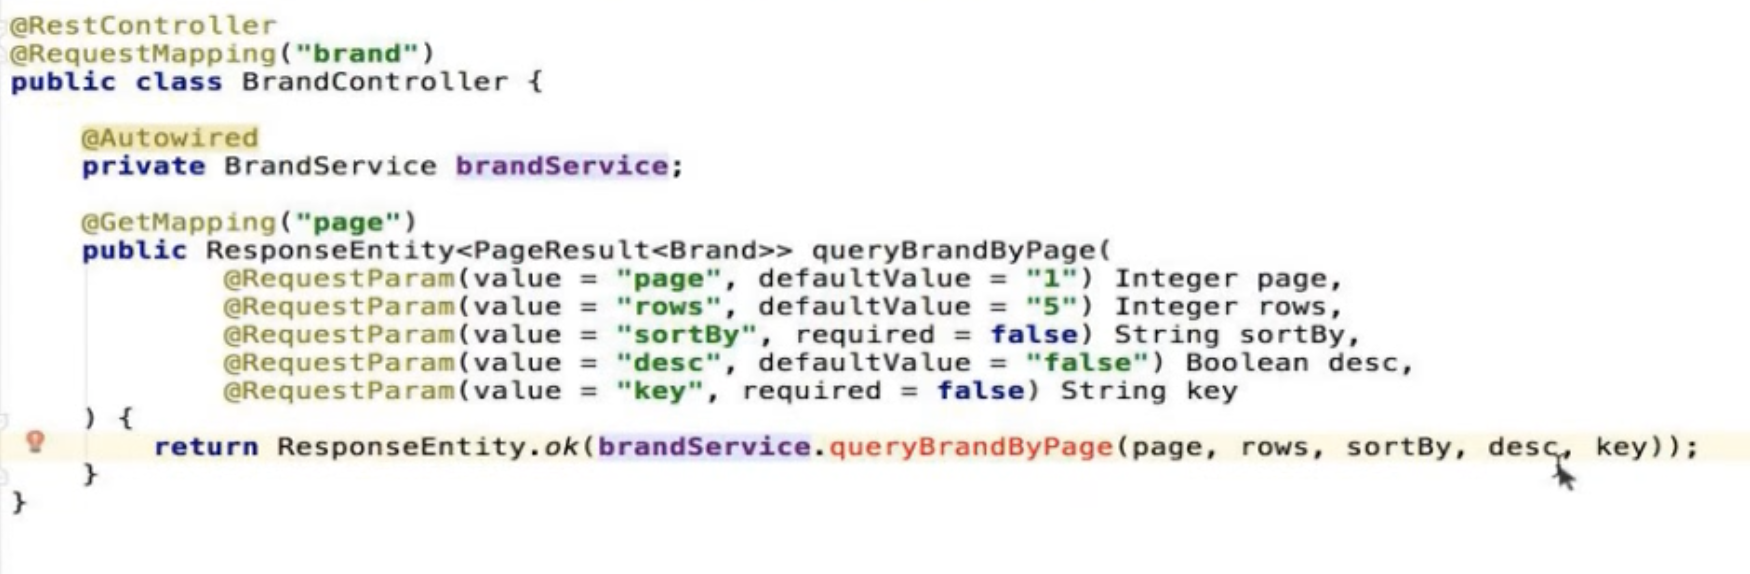 @RestController
@RequestMapping("brand")
public class BrandController {
@Autowired
private BrandService brandService;
@GetMapping("page")
public ResponseEntity<PageResult<Brand>> queryBrandByPage(
@RequestParam(value = "page", defaultValue = "1") Integer page,
@RequestParam(value = "rows", defaultValue = "5") Integer rows,
@RequestParam(value = "sortBy", required = false) String sortBy,
@RequestParam(value = "desc", defaultValue = "false") Boolean desc,
@RequestParam(value = "key", required = false) String key
) {
return ResponseEntity.ok(brandService.queryBrandByPage(page, rows, sortBy, desc, key));
}
}